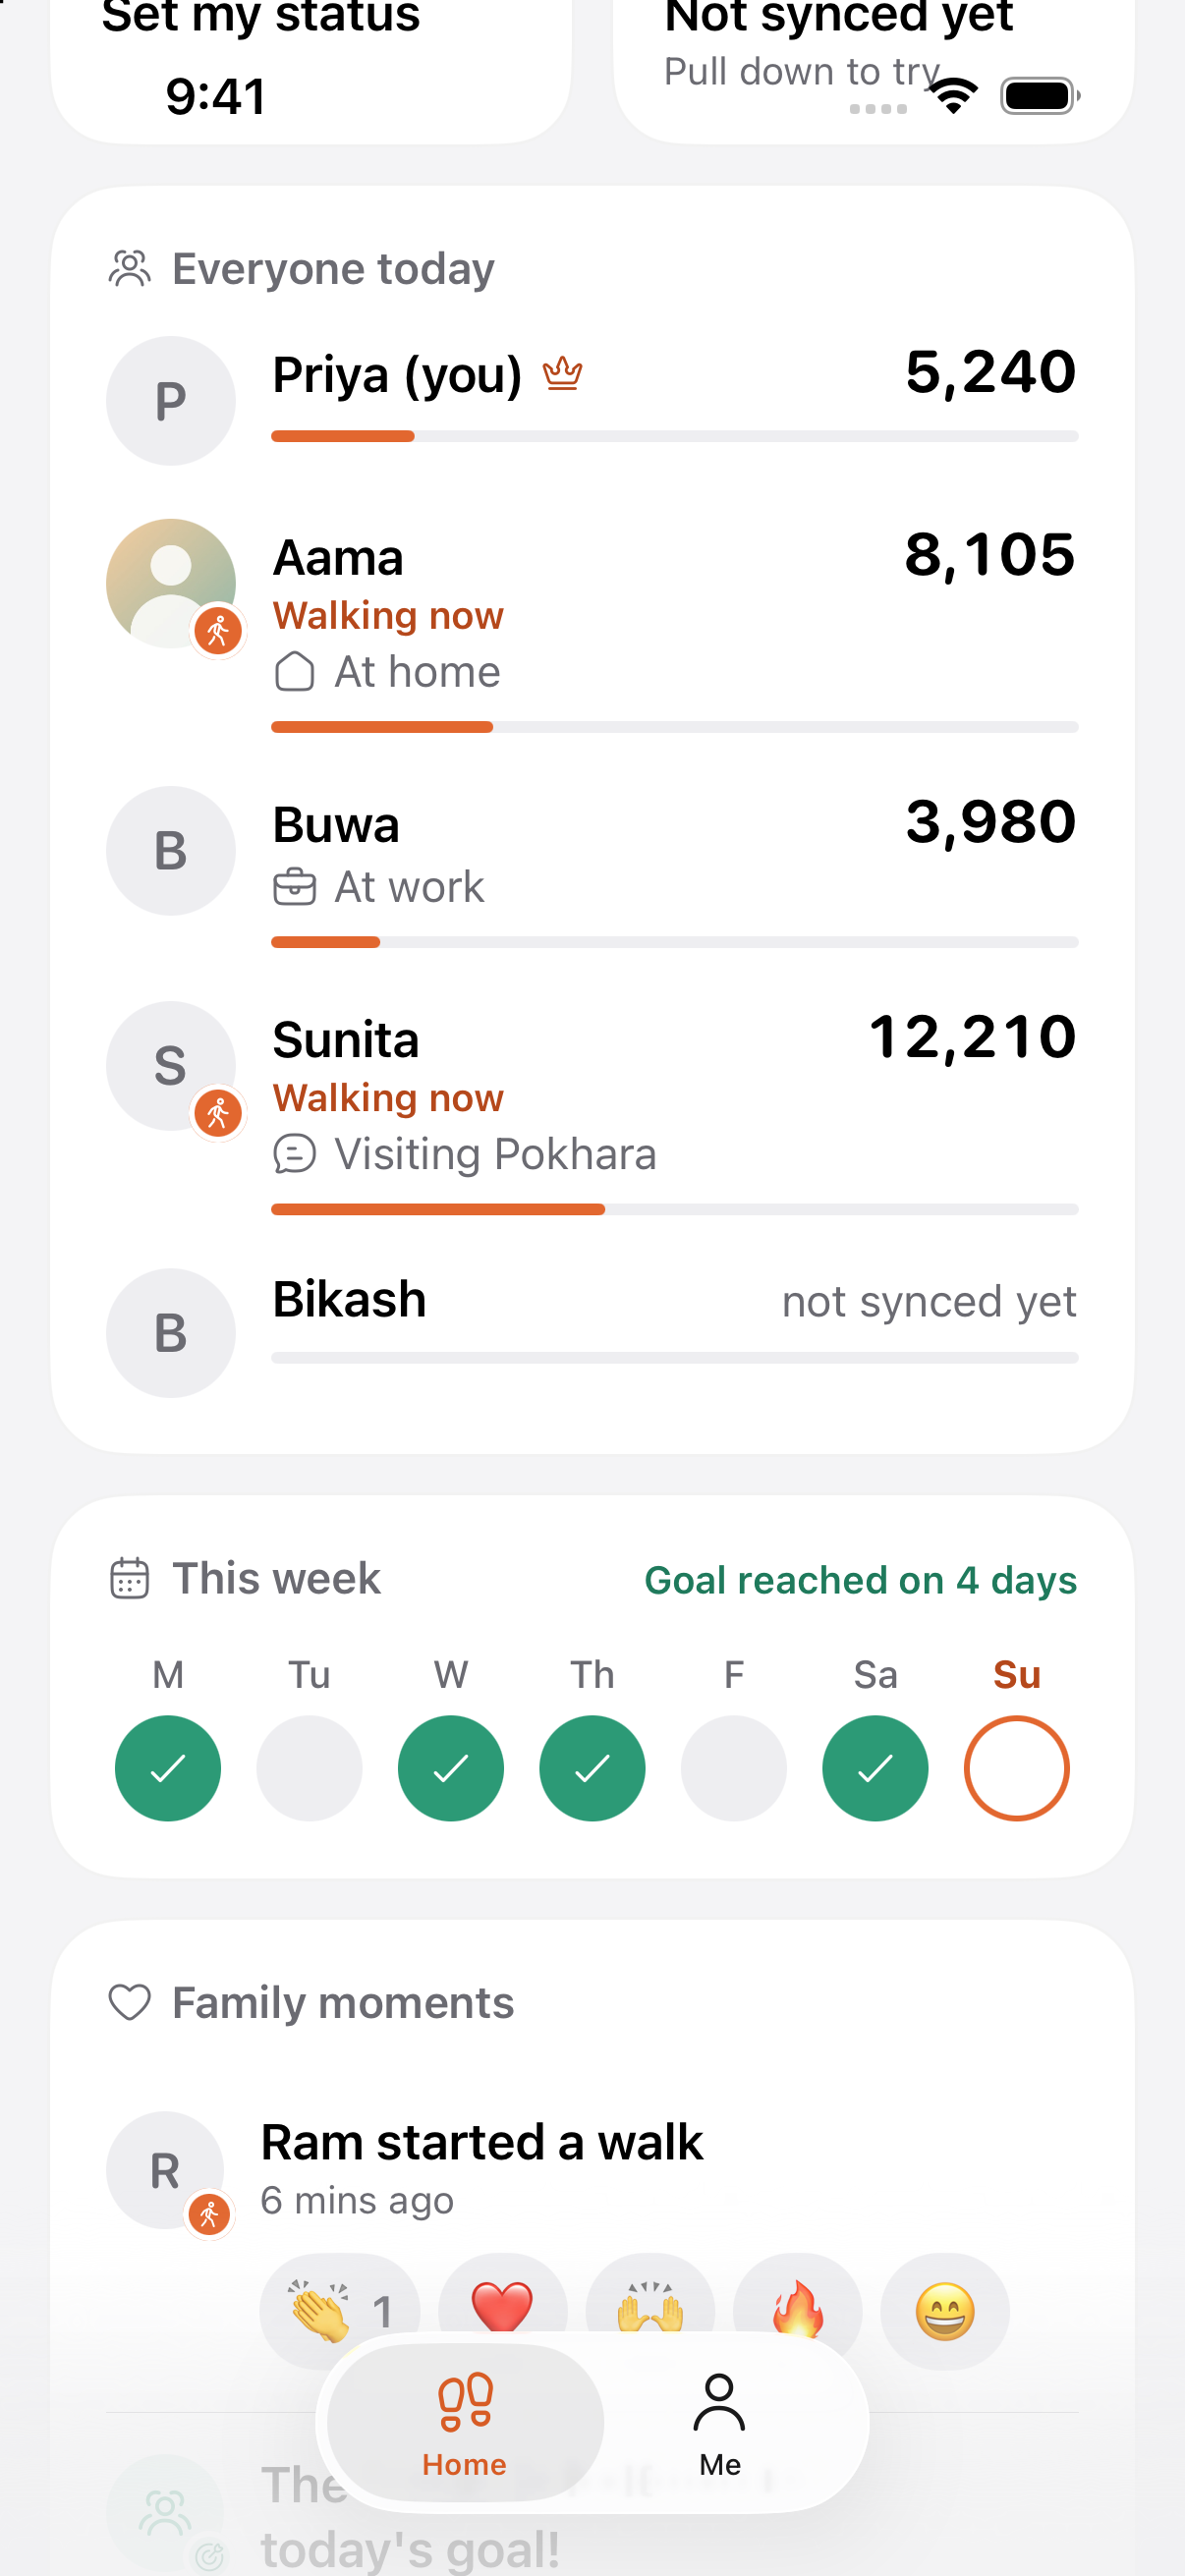 Set my status
Not synced yet
Pull down to try
9:41
Everyone today
P
Priya (you)
5,240
Aama
8,105
Walking now
At home
B
Buwa
3,980
At work
S
Sunita
12,210
Walking now
Visiting Pokhara
B
Bikash
not synced yet
This week
Goal reached on 4 days
M Tu W Th F Sa Su
Family moments
R
Ram started a walk
6 mins ago
1
Home
Me
The
today's goal!